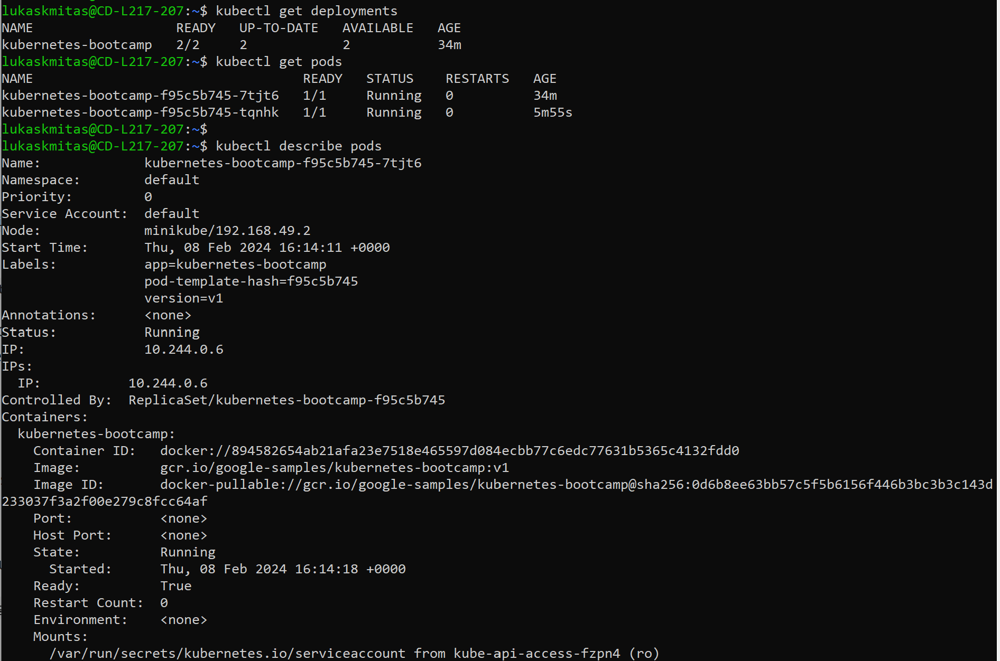 lukaskmitas@CD-L217-207:~$ kubectl get deployments
NAME                  READY   UP-TO-DATE   AVAILABLE   AGE
kubernetes-bootcamp   2/2     2            2           34m
lukaskmitas@CD-L217-207:~$ kubectl get pods
NAME                                  READY   STATUS    RESTARTS   AGE
kubernetes-bootcamp-f95c5b745-7tjt6   1/1     Running   0          34m
kubernetes-bootcamp-f95c5b745-tqnhk   1/1     Running   0          5m55s
lukaskmitas@CD-L217-207:~$
lukaskmitas@CD-L217-207:~$ kubectl describe pods
Name:             kubernetes-bootcamp-f95c5b745-7tjt6
Namespace:        default
Priority:         0
Service Account:  default
Node:             minikube/192.168.49.2
Start Time:       Thu, 08 Feb 2024 16:14:11 +0000
Labels:           app=kubernetes-bootcamp
                  pod-template-hash=f95c5b745
                  version=v1
Annotations:      <none>
Status:           Running
IP:               10.244.0.6
IPs:
  IP:           10.244.0.6
Controlled By:  ReplicaSet/kubernetes-bootcamp-f95c5b745
Containers:
  kubernetes-bootcamp:
    Container ID:   docker://894582654ab21afa23e7518e465597d084ecbb77c6edc77631b5365c4132fdd0
    Image:          gcr.io/google-samples/kubernetes-bootcamp:v1
    Image ID:       docker-pullable://gcr.io/google-samples/kubernetes-bootcamp@sha256:0d6b8ee63bb57c5f5b6156f446b3bc3b3c143d
233037f3a2f00e279c8fcc64af
    Port:           <none>
    Host Port:      <none>
    State:          Running
      Started:      Thu, 08 Feb 2024 16:14:18 +0000
    Ready:          True
    Restart Count:  0
    Environment:    <none>
    Mounts:
      /var/run/secrets/kubernetes.io/serviceaccount from kube-api-access-fzpn4 (ro)